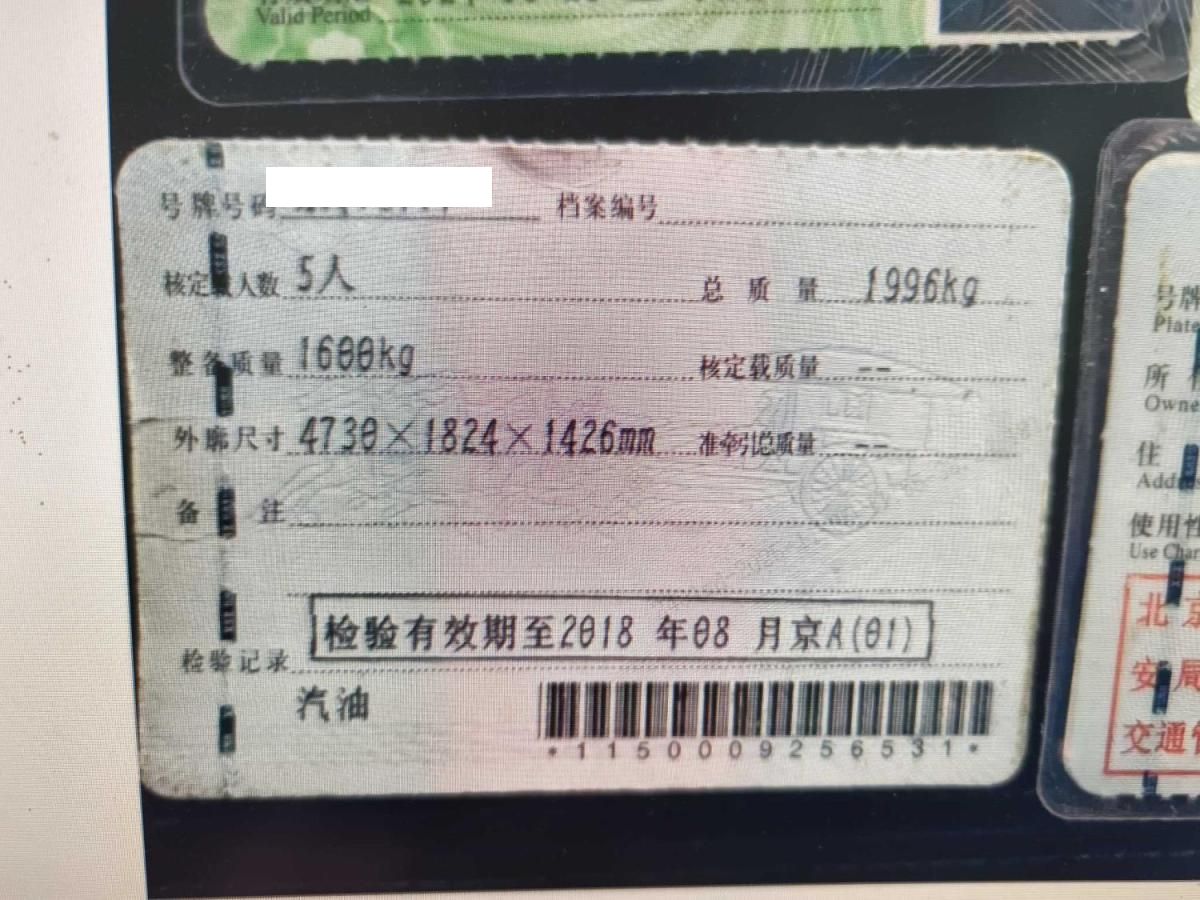 Valid Period
号牌号码 档案编号
核定载人数 5人 总质量 1996kg
整备质量 1600kg 核定载质量 --
外廓尺寸 4730×1824×1426mm 准牵引总质量 --
备注
检验有效期至2018 年08 月京A(01)
检验记录
汽油
*1150009256531*
号牌
Plate
所
Owne
住
Addres
使用性
Use Char
北京
安局
交通管